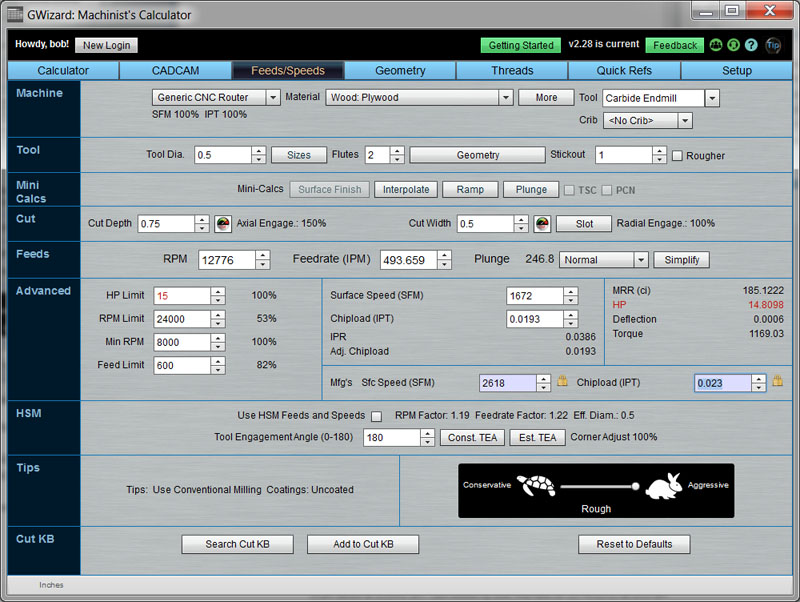 GWizard: Machinist's Calculator
Howdy, bob! New Login Getting Started v2.28 is current Feedback Tip
Calculator CADCAM Feeds/Speeds Geometry Threads Quick Refs Setup
Machine Generic CNC Router Material Wood: Plywood More Tool Carbide Endmill
SFM 100% IPT 100% Crib <No Crib>
Tool Tool Dia. 0.5 Sizes Flutes 2 Geometry Stickout 1 Rougher
Mini Calcs Mini-Calcs Surface Finish Interpolate Ramp Plunge TSC PCN
Cut Cut Depth 0.75 Axial Engage.: 150% Cut Width 0.5 Slot Radial Engage.: 100%
Feeds RPM 12776 Feedrate (IPM) 493.659 Plunge 246.8 Normal Simplify
Advanced
HP Limit 15 100%
RPM Limit 24000 53%
Min RPM 8000 100%
Feed Limit 600 82%
Surface Speed (SFM) 1672
Chipload (IPT) 0.0193
IPR 0.0386
Adj. Chipload 0.0193
MRR (ci) 185.1222
HP 14.8098
Deflection 0.0006
Torque 1169.03
Mfg's Sfc Speed (SFM) 2618 Chipload (IPT) 0.023
HSM Use HSM Feeds and Speeds RPM Factor: 1.19 Feedrate Factor: 1.22 Eff. Diam.: 0.5
Tool Engagement Angle (0-180) 180 Const. TEA Est. TEA Corner Adjust 100%
Tips
Tips: Use Conventional Milling Coatings: Uncoated
Conservative Aggressive
Rough
Cut KB Search Cut KB Add to Cut KB Reset to Defaults
Inches